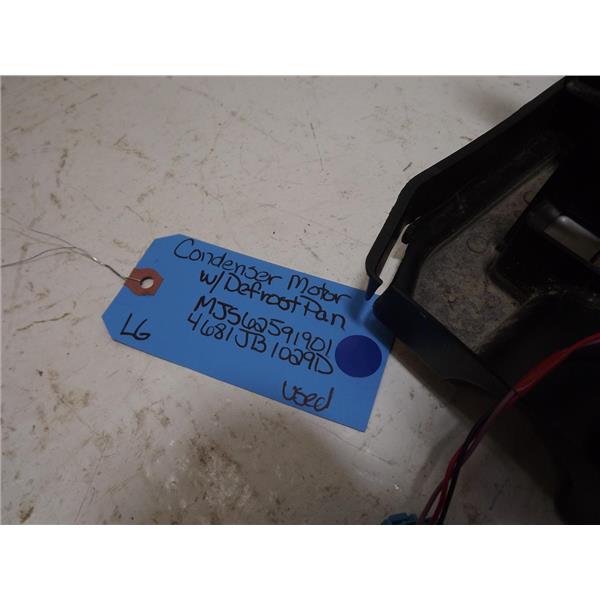 Condenser Motor
w/ Defrost Pan
MJS62591901
4681JB1029D
LG
Used